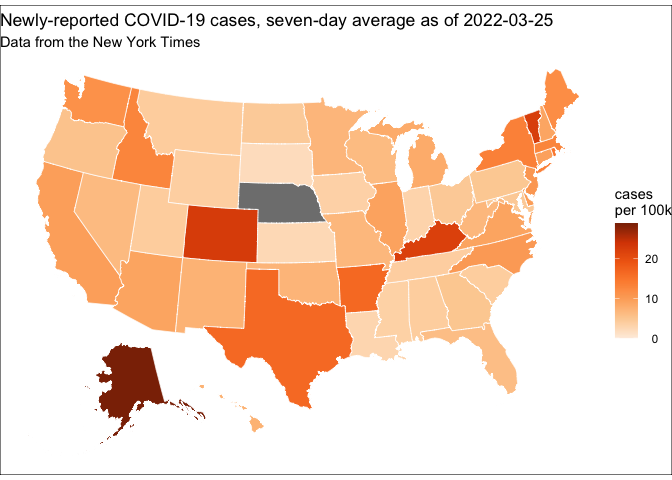 Newly-reported COVID-19 cases, seven-day average as of 2022-03-25
Data from the New York Times
cases
per 100k
20
10
0